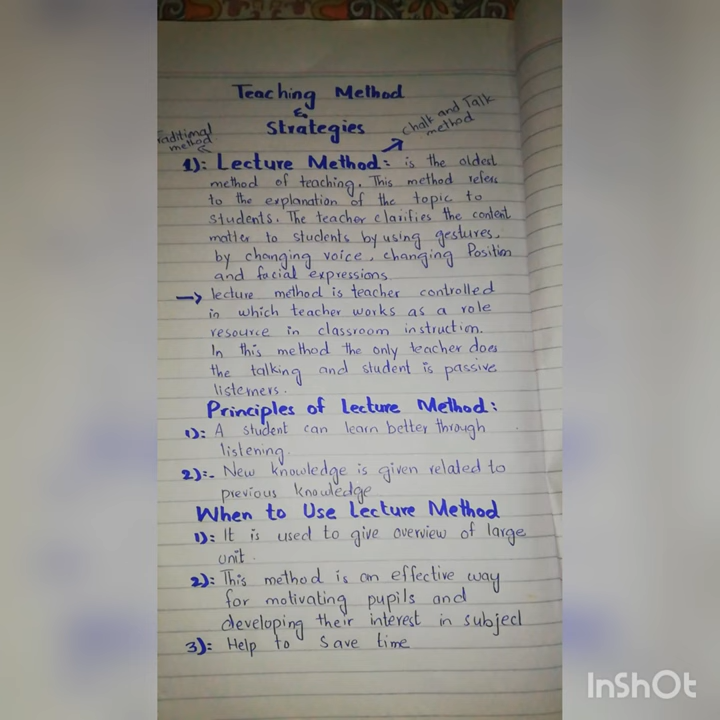 Teaching Method
&
Strategies
Traditimal
method
chalk and Talk
method
1): Lecture Method: is the oldest
method of teaching. This method refers
to the explanation of the topic to
students. The teacher clarifies the content
matter to students by using gestures,
by changing voice, changing Position
and facial expressions
→ lecture method is teacher controlled
in which teacher works as a role
resource in classroom instruction.
In this method the only teacher does
the talking and student is passive
listerners.
Principles of lecture Method:
1): A student can learn better through
listening.
2):- New knowledge is given related to
previous knowledge
When to Use Lecture Method
1): It is used to give overview of large
unit.
2): This method is an effective way
for motivating pupils and
developing their interest in subject
3): Help to save time
InShOt